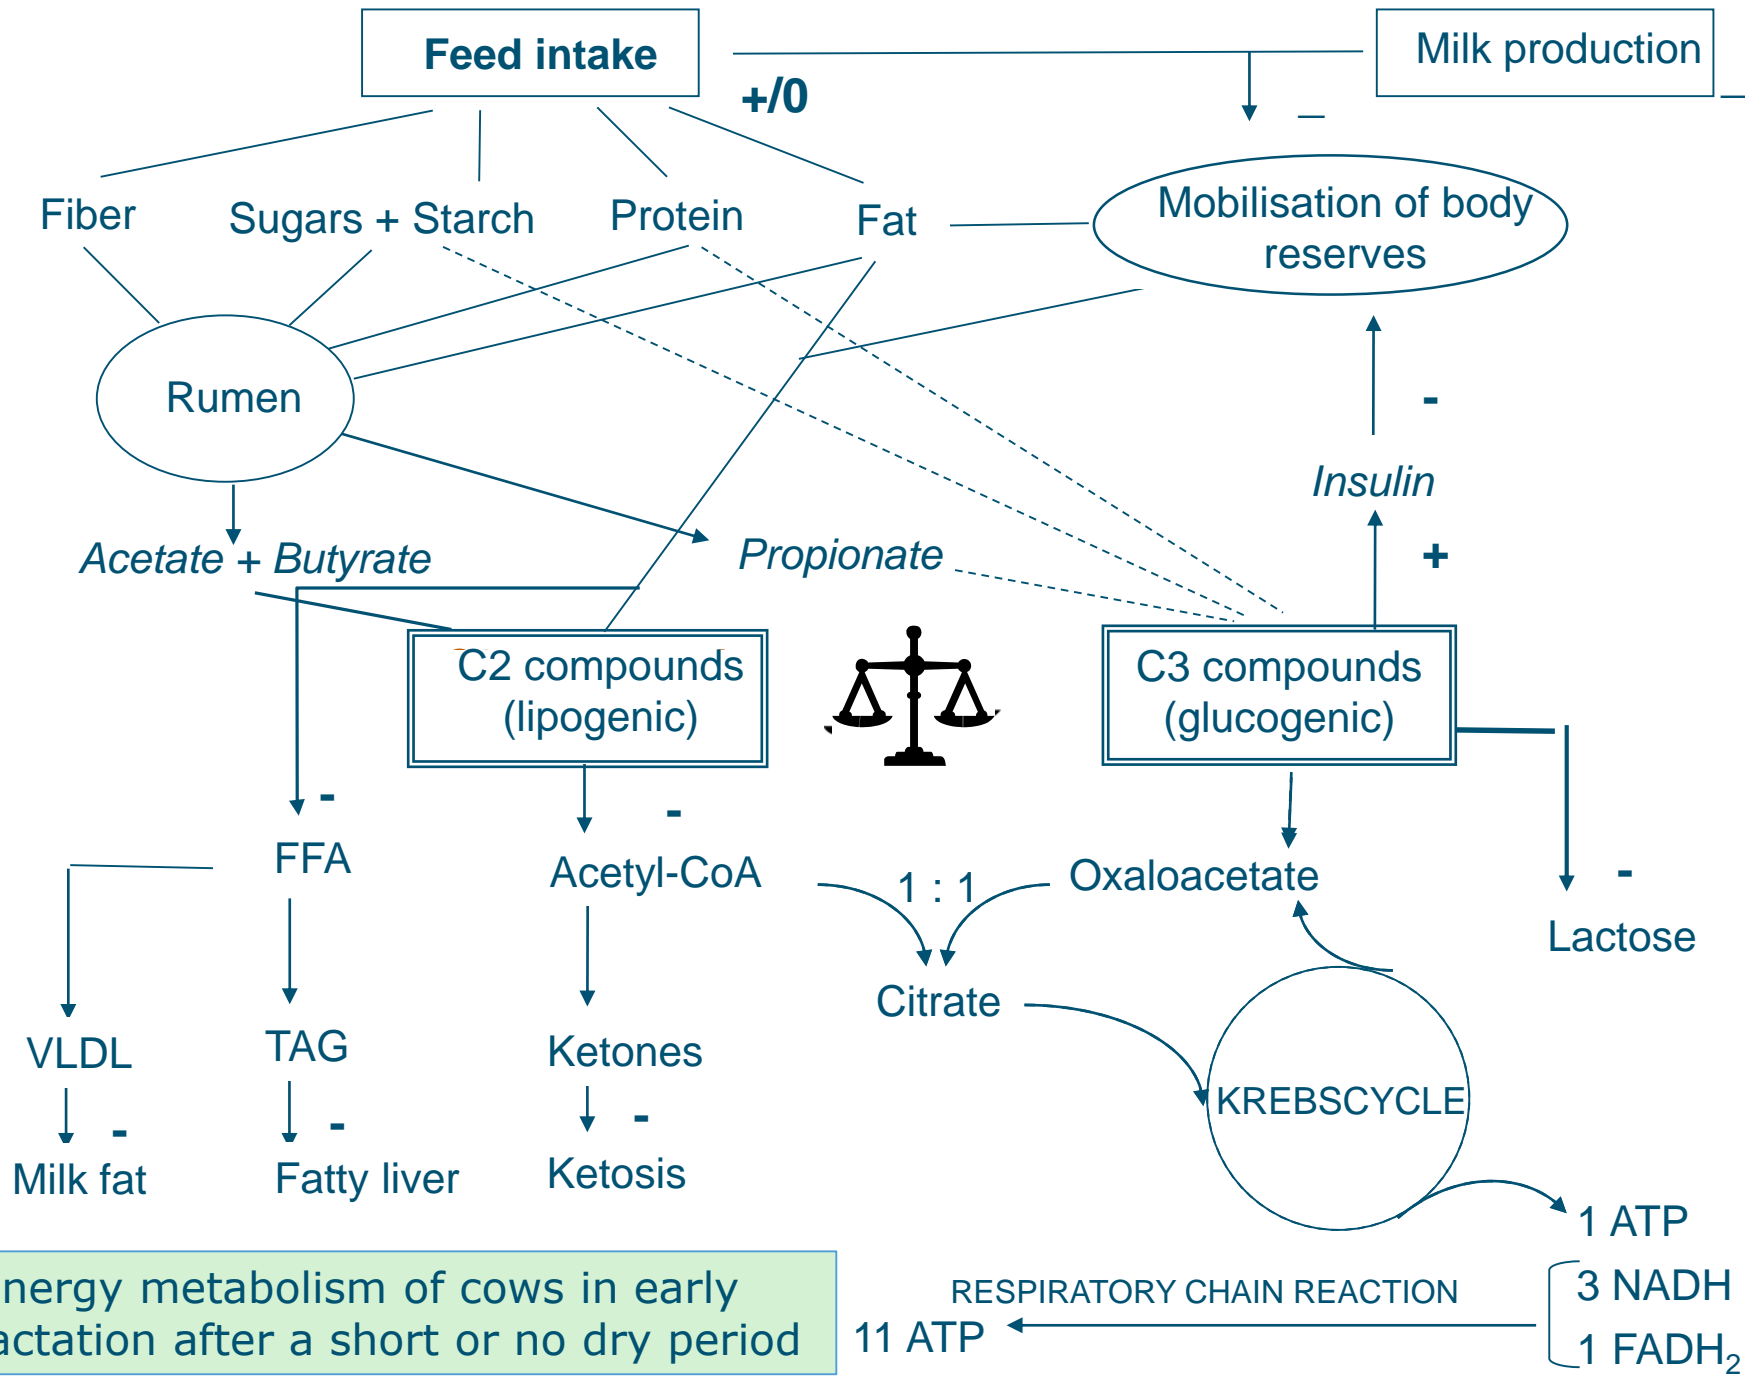 Feed intake
Milk production
+/0
_
_
Fiber
Sugars + Starch
Protein
Fat
Mobilisation of body
reserves
Rumen
-
Insulin
+
Acetate + Butyrate
Propionate
C2 compounds
(lipogenic)
C3 compounds
(glucogenic)
-
-
FFA
Acetyl-CoA
1 : 1
Oxaloacetate
-
Lactose
Citrate
VLDL
TAG
Ketones
KREBSCYCLE
-
-
-
Milk fat
Fatty liver
Ketosis
1 ATP
nergy metabolism of cows in early
actation after a short or no dry period
RESPIRATORY CHAIN REACTION
3 NADH
11 ATP
1 FADH₂